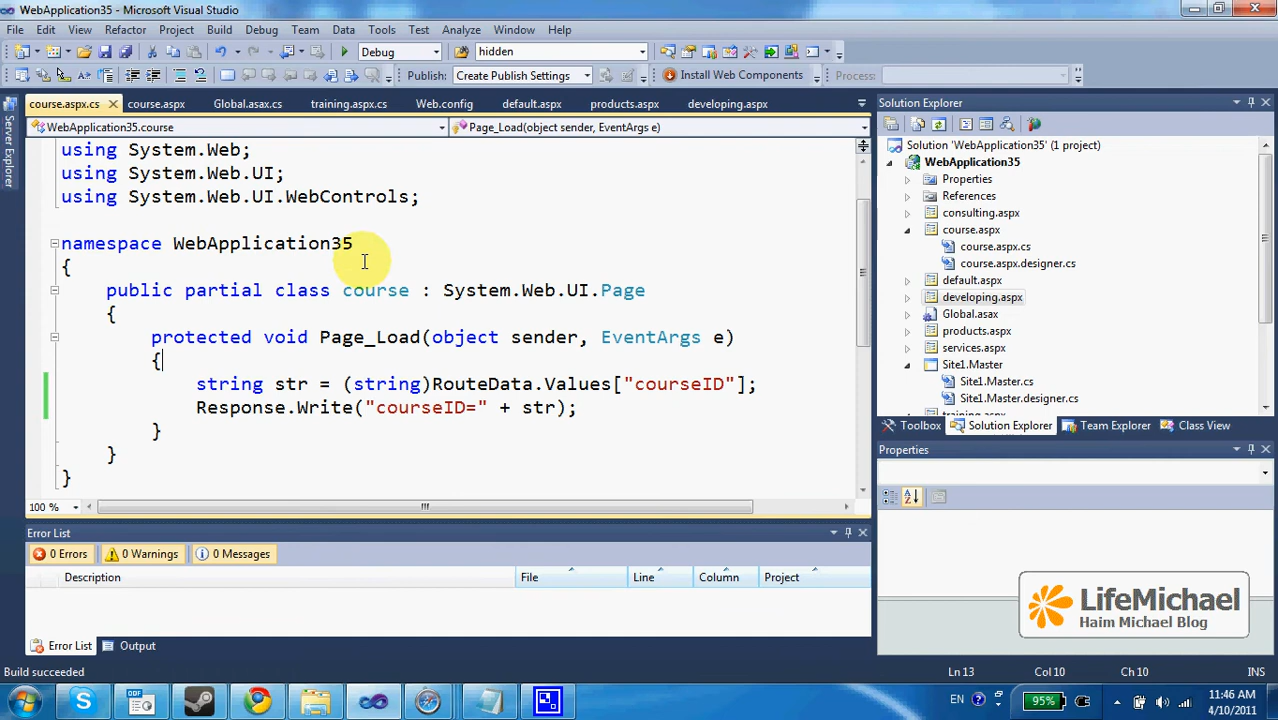 WebApplication35 - Microsoft Visual Studio
File Edit View Refactor Project Build Debug Team Data Tools Test Analyze Window Help
Debug hidden
Publish: Create Publish Settings Install Web Components Process:
course.aspx.cs course.aspx Global.asax.cs training.aspx.cs Web.config default.aspx products.aspx developing.aspx
WebApplication35.course Page_Load(object sender, EventArgs e)
Server Explorer
using System.Web;
using System.Web.UI;
using System.Web.UI.WebControls;
namespace WebApplication35
{
public partial class course : System.Web.UI.Page
{
protected void Page_Load(object sender, EventArgs e)
{
string str = (string)RouteData.Values["courseID"];
Response.Write("courseID=" + str);
}
}
}
100 %
Error List
0 Errors 0 Warnings 0 Messages
Description File Line Column Project
Error List Output
Solution Explorer
Solution 'WebApplication35' (1 project)
WebApplication35
Properties
References
consulting.aspx
course.aspx
course.aspx.cs
course.aspx.designer.cs
default.aspx
developing.aspx
Global.asax
products.aspx
services.aspx
Site1.Master
Site1.Master.cs
Site1.Master.designer.cs
Toolbox Solution Explorer Team Explorer Class View
Properties
LifeMichael
Haim Michael Blog
Build succeeded Ln 13 Col 10 Ch 10 INS
EN 95% 11:46 AM
4/10/2011